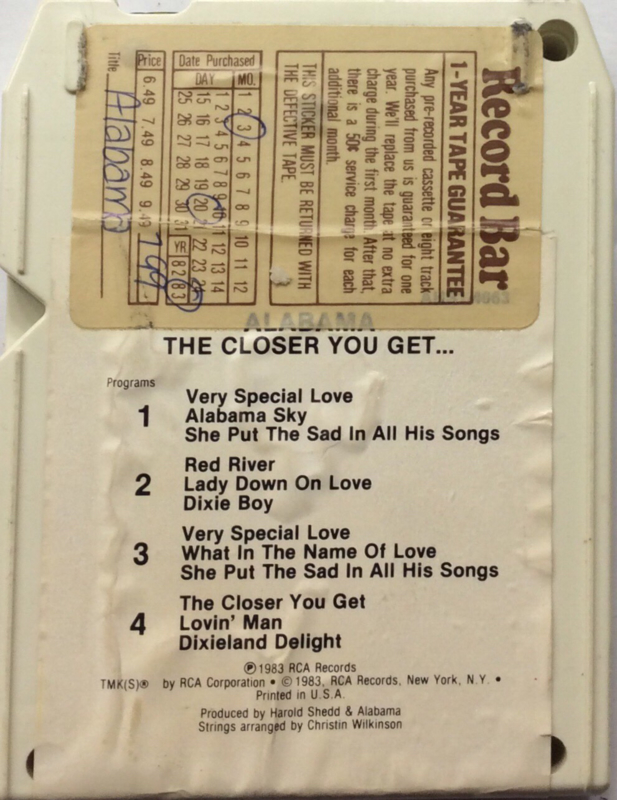 Record Bar
1-YEAR TAPE GUARANTEE
Any pre-recorded cassette or eight track
purchased from us is guaranteed for one
year. We'll replace the tape at no extra
charge during the first month. After that,
there is a 50¢ service charge for each
additional month.
THIS STICKER MUST BE RETURNED WITH
THE DEFECTIVE TAPE.
Date Purchased
MO. 1 2 3 4 5 6 7 8 9 10 11 12
DAY 1 2 3 4 5 6 7 8 9 10 11 12 13 14
15 16 17 18 19 20 21 22 23 24
25 26 27 28 29 30 31 YR 82 83
Price 6.49 7.49 8.49 9.49 799
Title Alabama
ALABAMA
THE CLOSER YOU GET...
Programs
1 Very Special Love
Alabama Sky
She Put The Sad In All His Songs
2 Red River
Lady Down On Love
Dixie Boy
3 Very Special Love
What In The Name Of Love
She Put The Sad In All His Songs
4 The Closer You Get
Lovin' Man
Dixieland Delight
℗1983 RCA Records
TMK(S)® by RCA Corporation • © 1983, RCA Records, New York, N.Y. •
Printed in U.S.A.
Produced by Harold Shedd & Alabama
Strings arranged by Christin Wilkinson